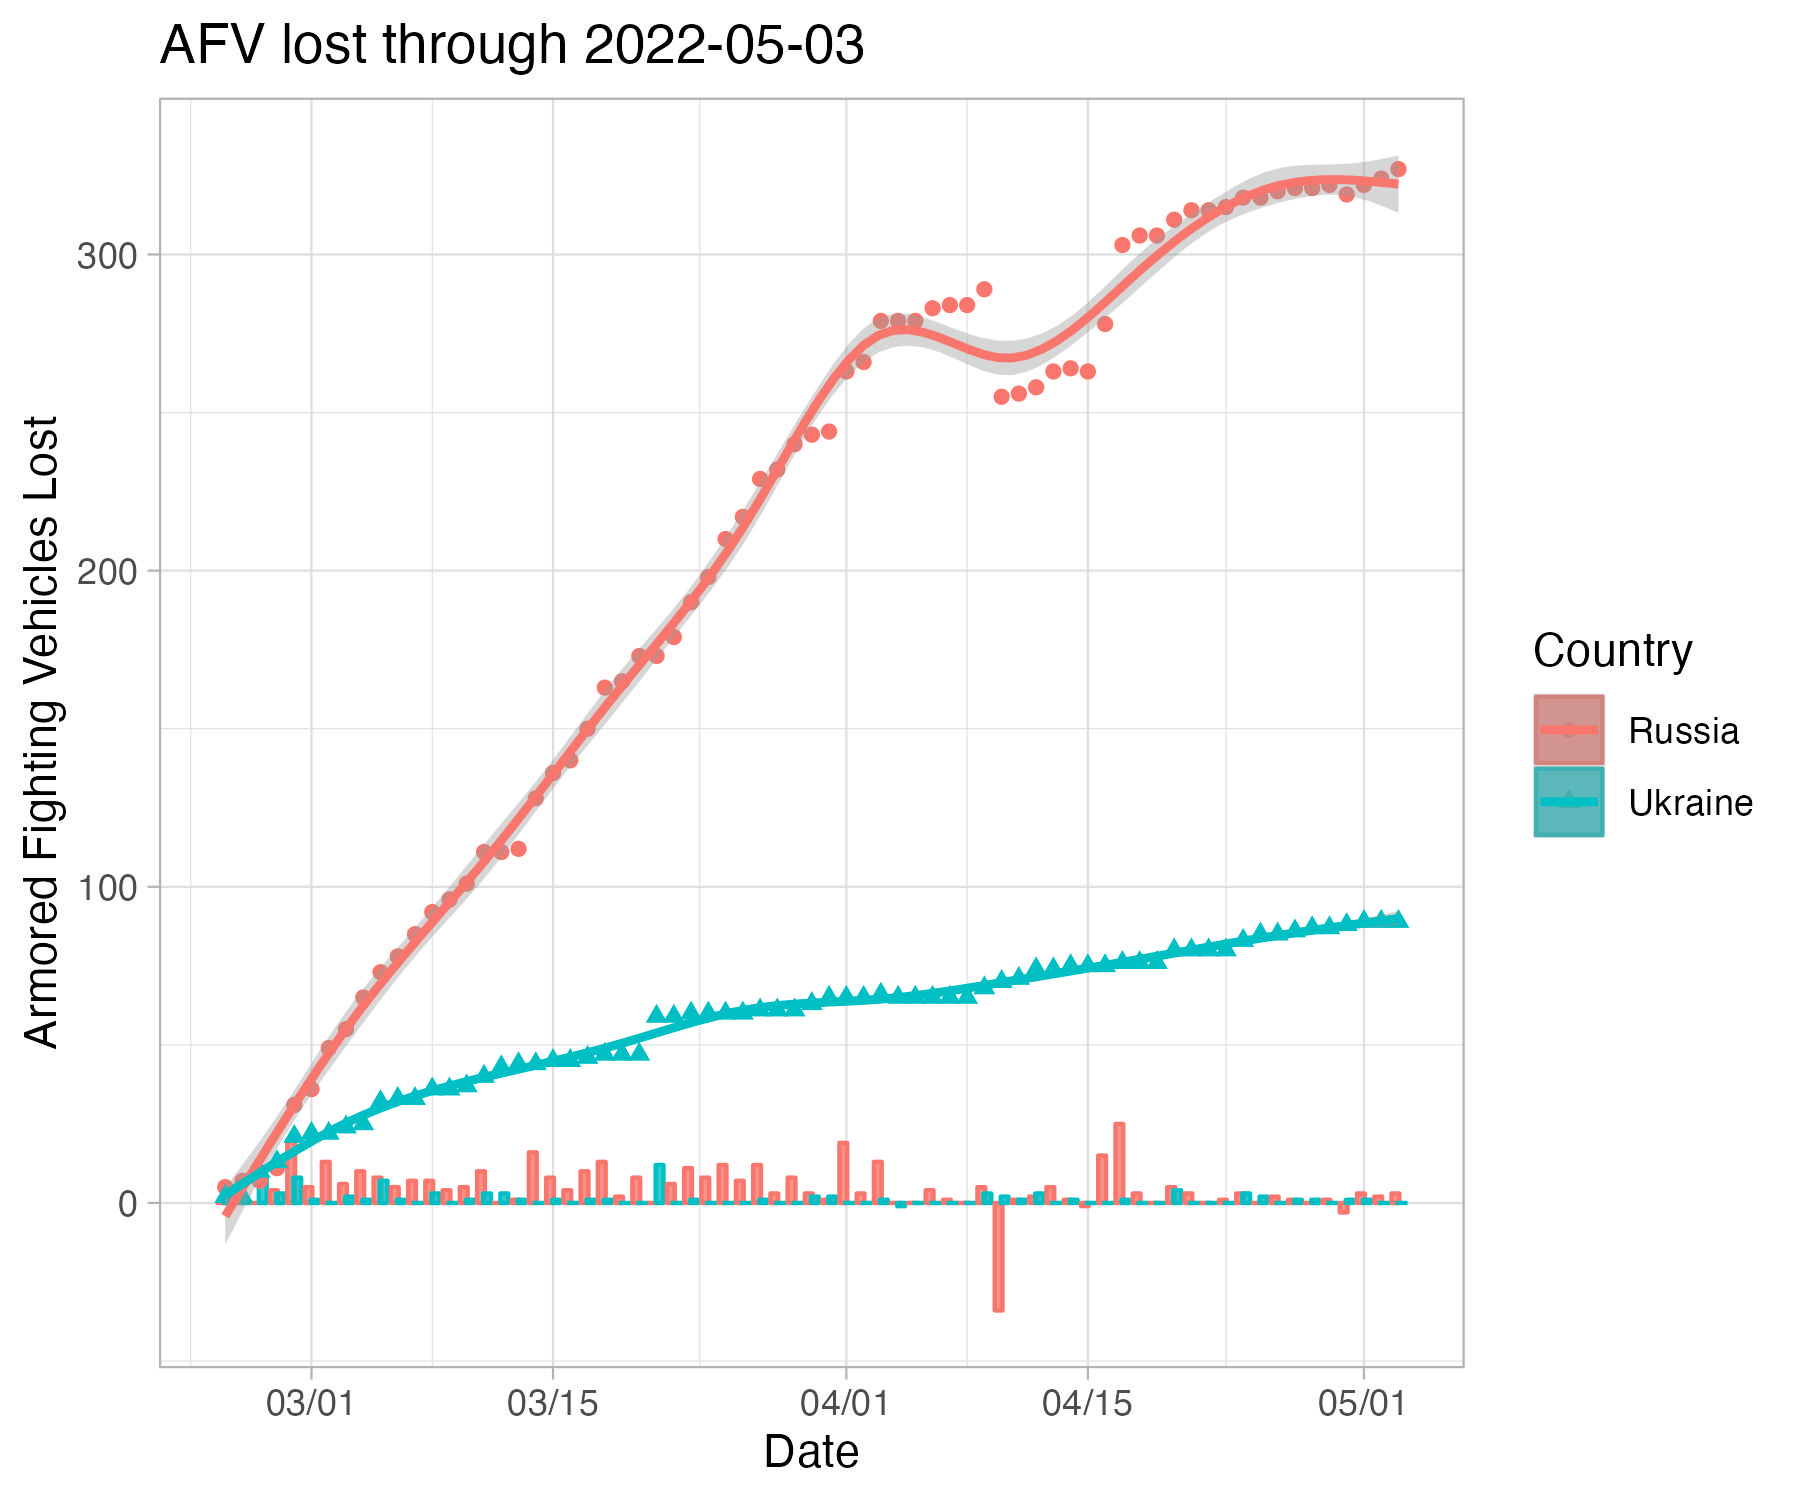 AFV lost through 2022-05-03
Armored Fighting Vehicles Lost
300
200
100
0
03/01
03/15
04/01
04/15
05/01
Date
Country
Russia
Ukraine